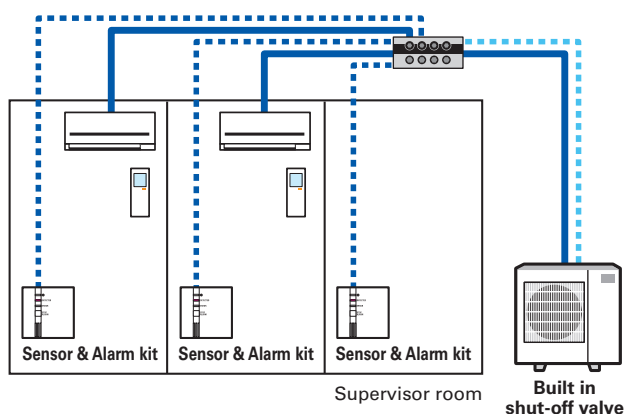 Sensor & Alarm kit
Sensor & Alarm kit
Sensor & Alarm kit
Supervisor room
Built in
shut-off valve